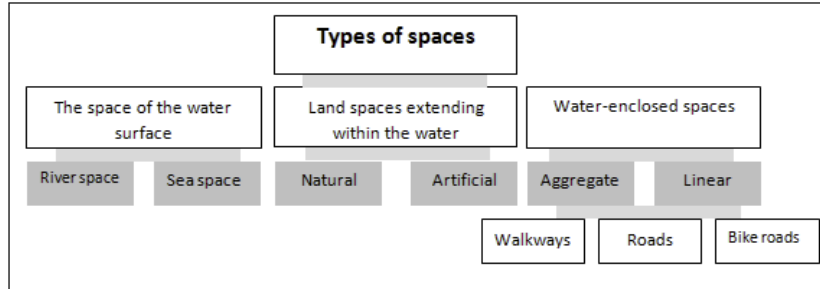 Types of spaces
The space of the water
surface
Land spaces extending
within the water
Water-enclosed spaces
River space
Sea space
Natural
Artificial
Aggregate
Linear
Walkways
Roads
Bike roads